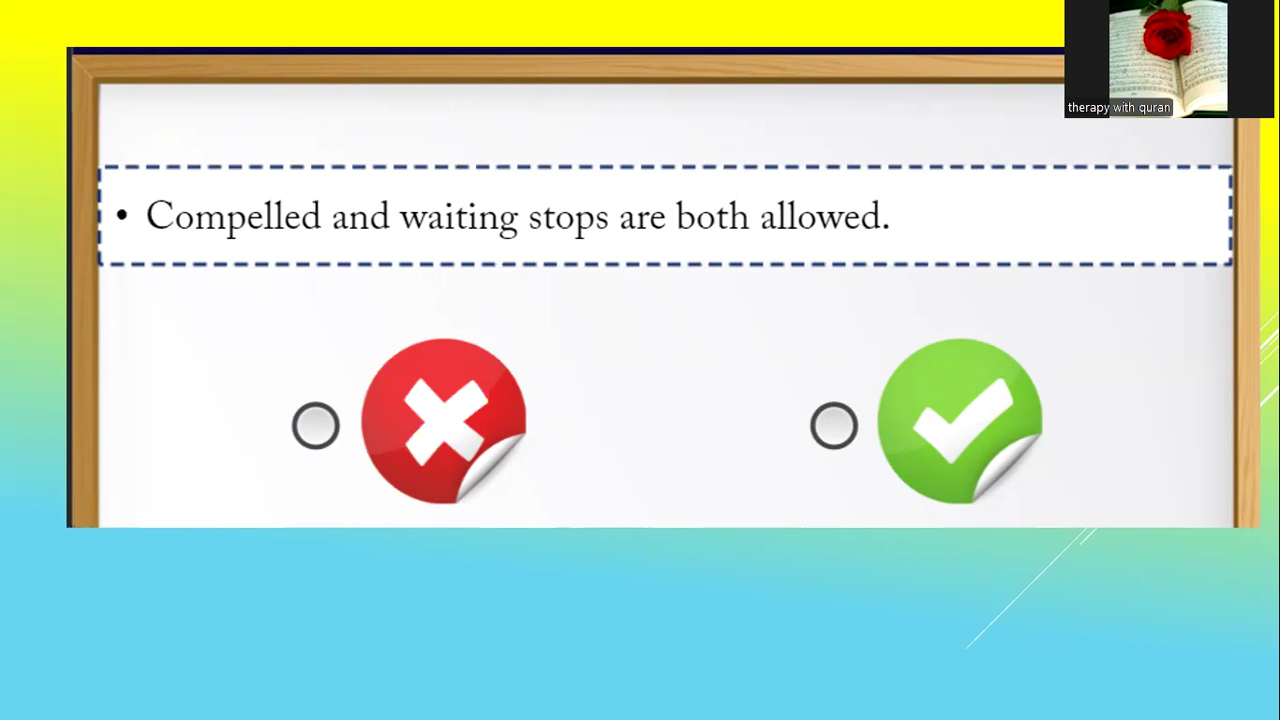 therapy with quran
• Compelled and waiting stops are both allowed.